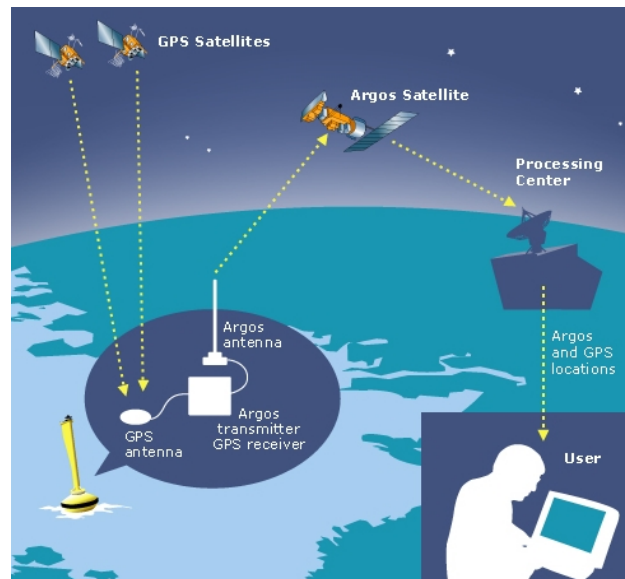 GPS Satellites
Argos Satellite
Processing
Center
Argos
antenna
Argos
and GPS
locations
GPS
antenna
Argos
transmitter
GPS receiver
User